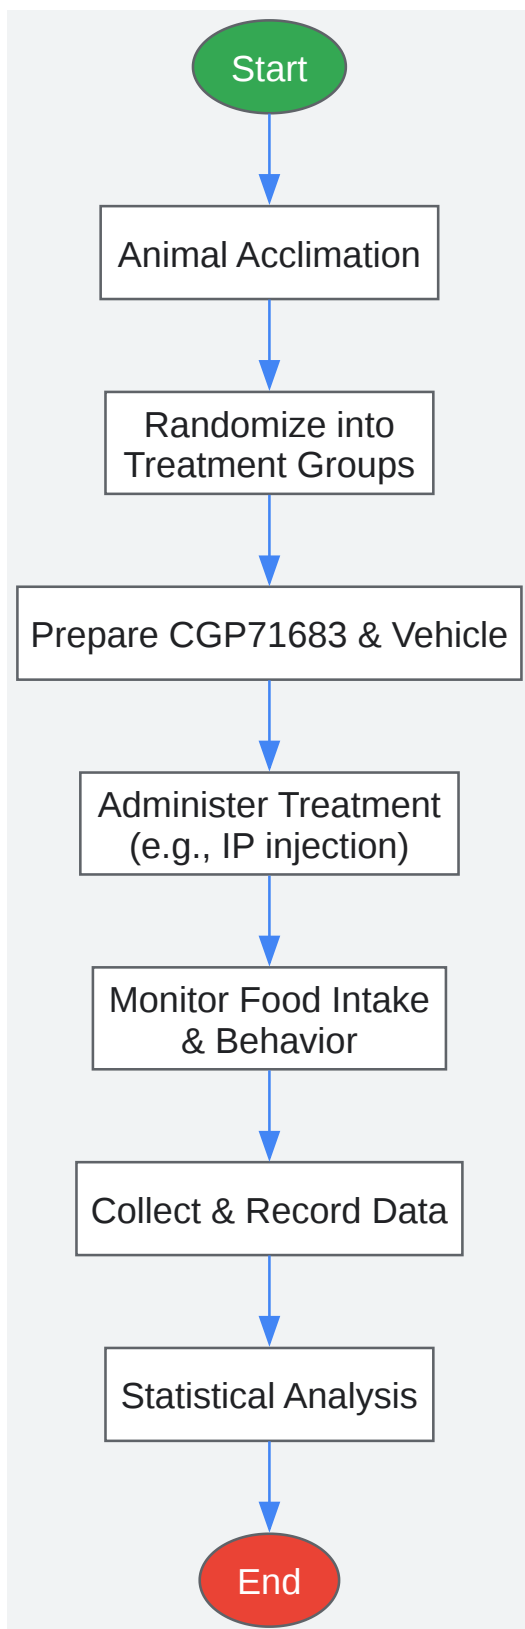 Start
Animal Acclimation
Randomize into
Treatment Groups
Prepare CGP71683 & Vehicle
Administer Treatment
(e.g., IP injection)
Monitor Food Intake
& Behavior
Collect & Record Data
Statistical Analysis
End